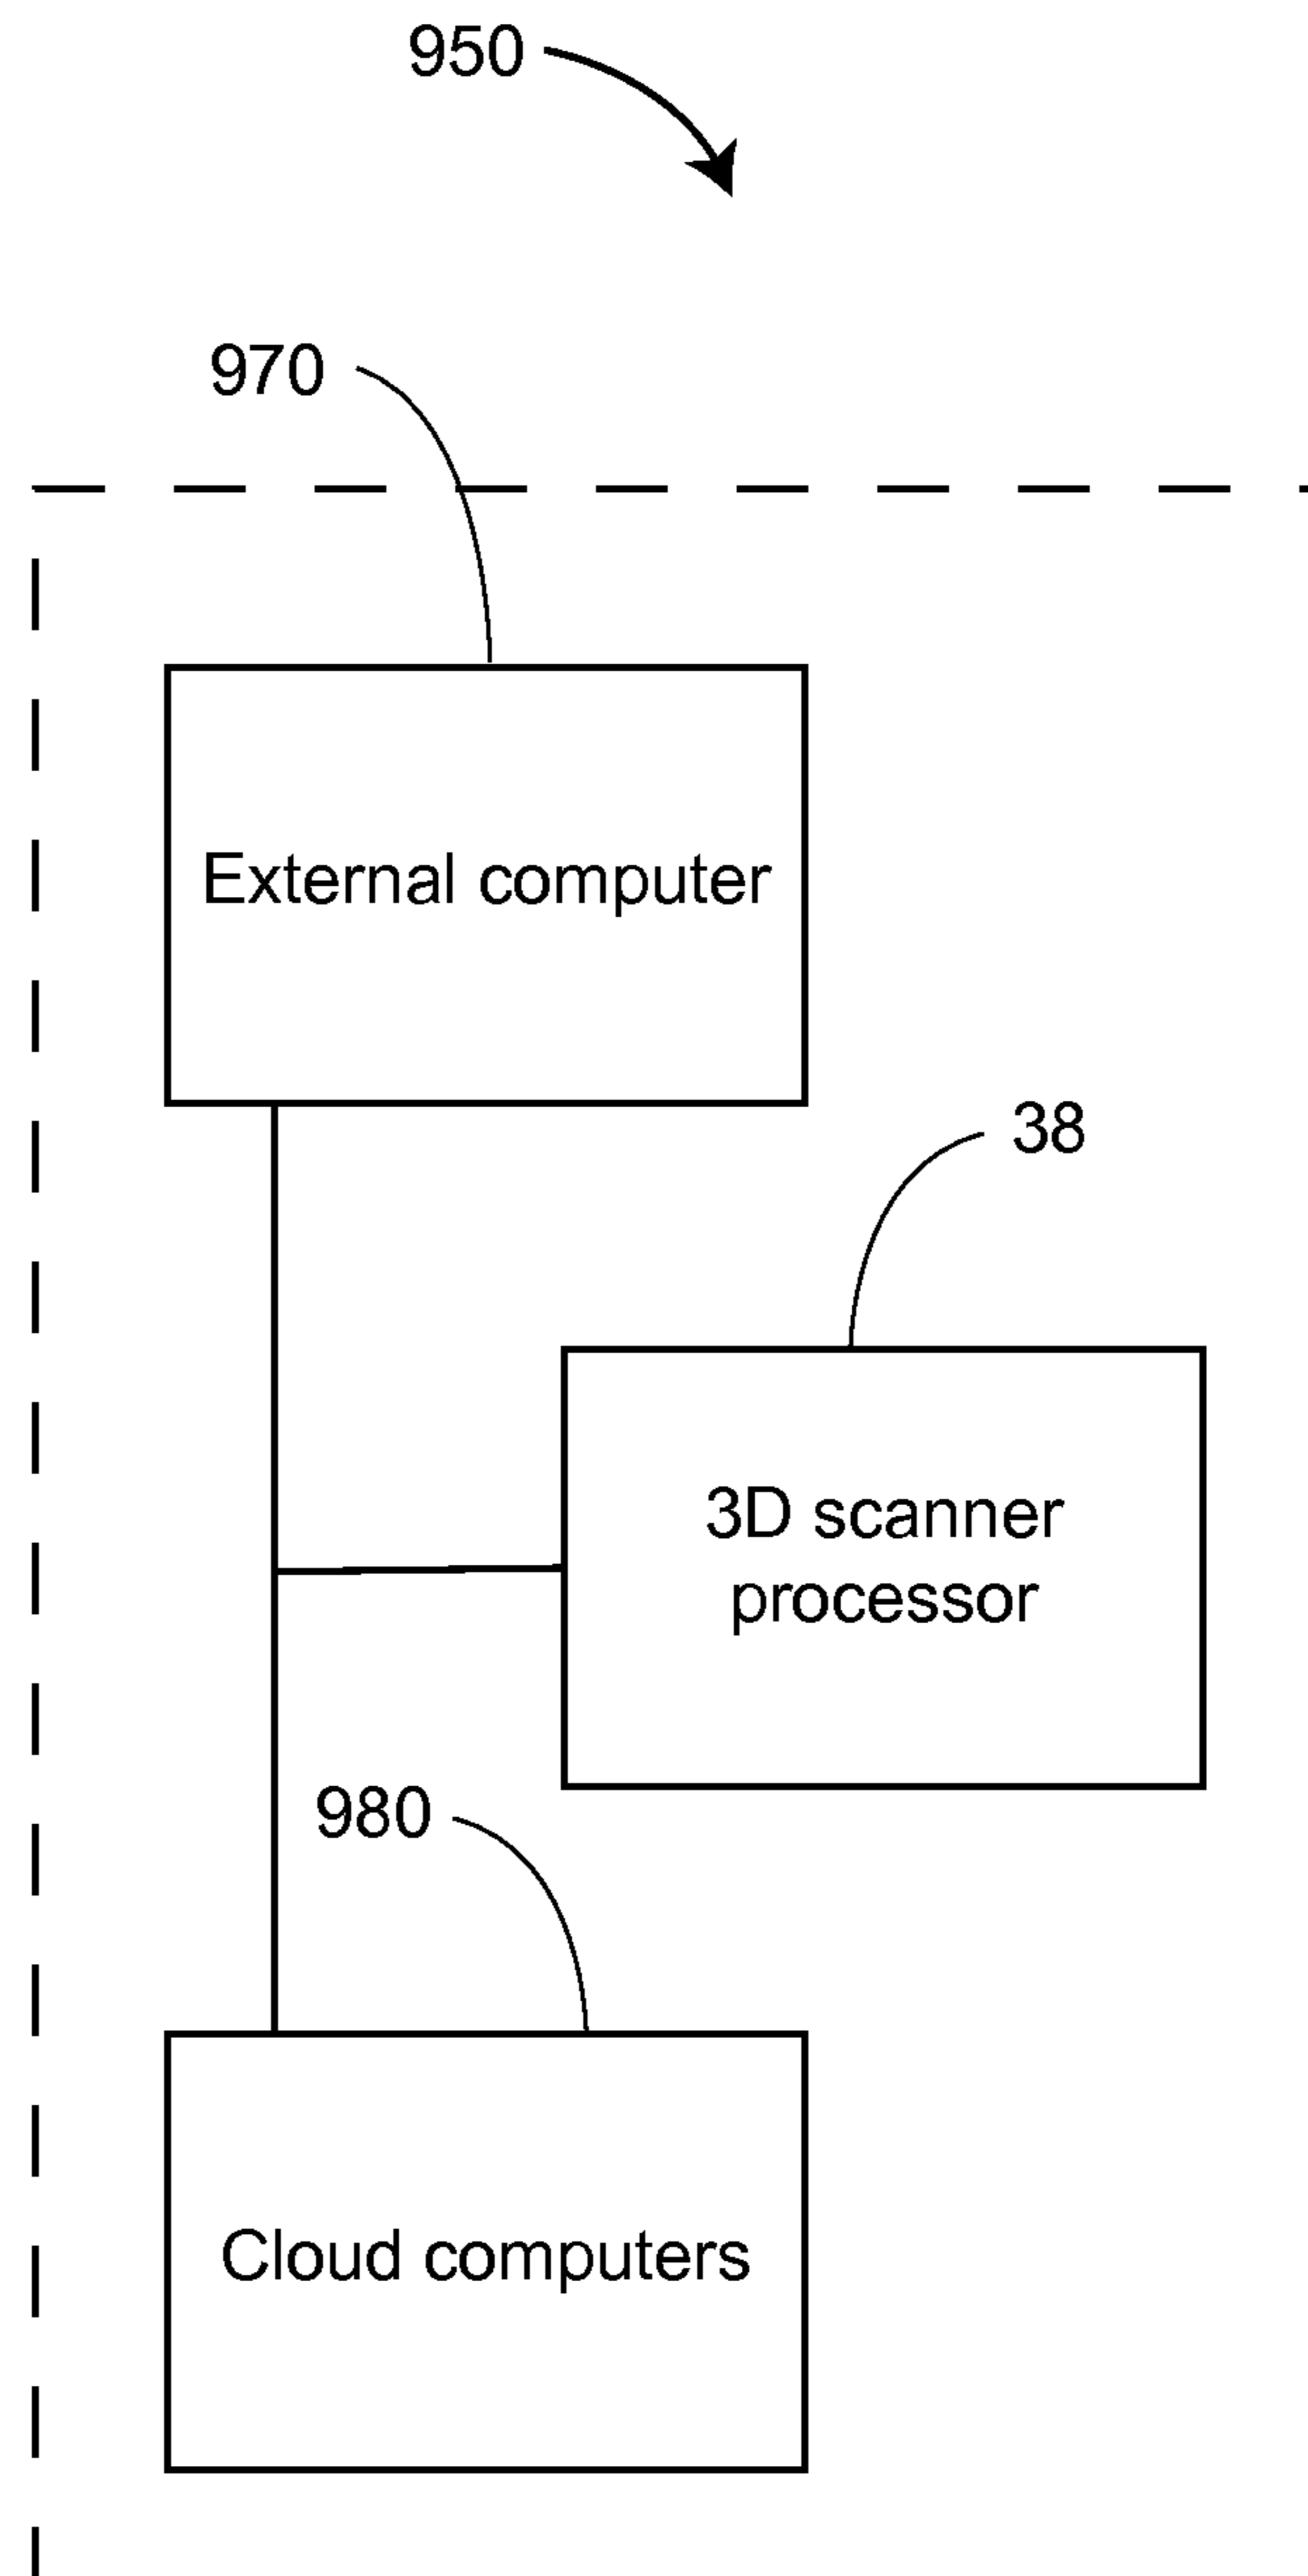 950
970
External computer
38
3D scanner
processor
980
Cloud computers